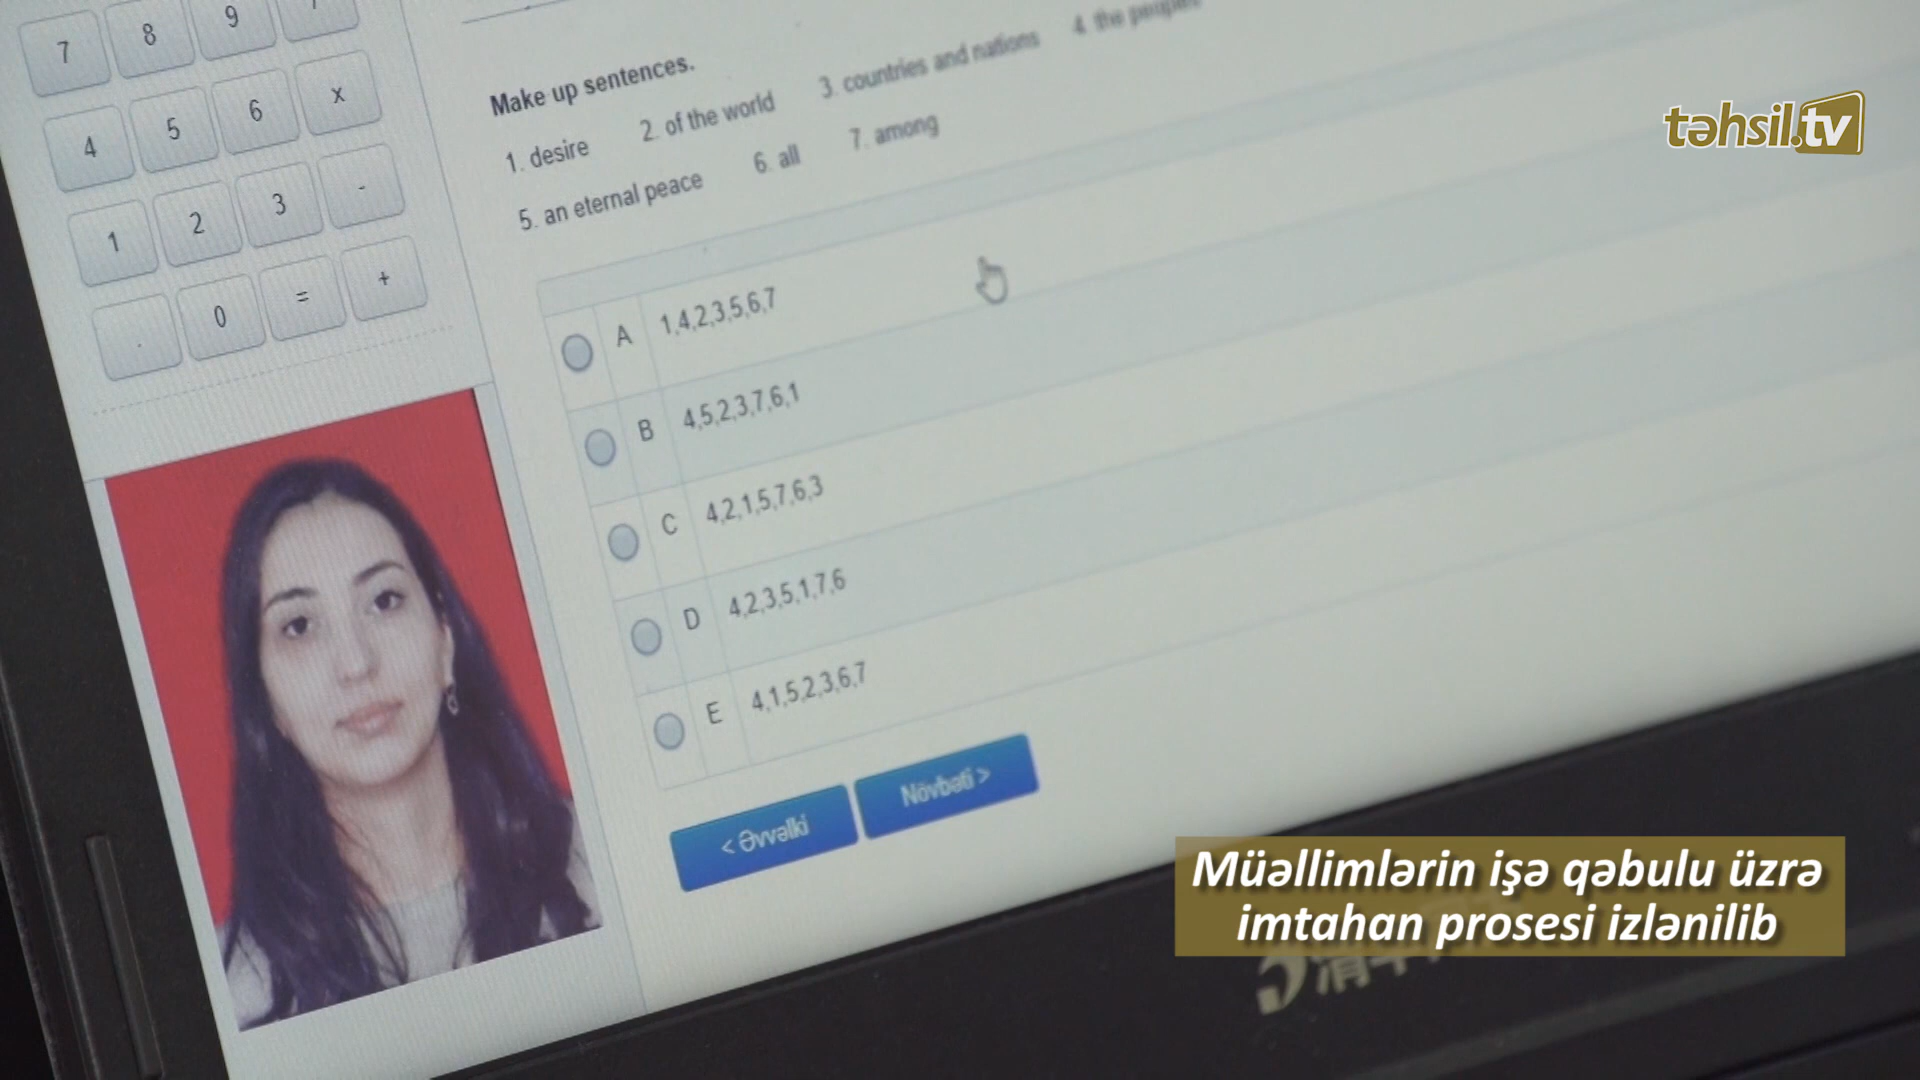 7 8 9
4 5 6 x
1 2 3 -
. 0 = +
Make up sentences.
1. desire 2. of the world 3. countries and nations 4. the peoples
5. an eternal peace 6. all 7. among
A 1,4,2,3,5,6,7
B 4,5,2,3,7,6,1
C 4,2,1,5,7,6,3
D 4,2,3,5,1,7,6
E 4,1,5,2,3,6,7
< Əvvəlki Növbəti >
təhsil.tv
Müəllimlərin işə qəbulu üzrə
imtahan prosesi izlənilib